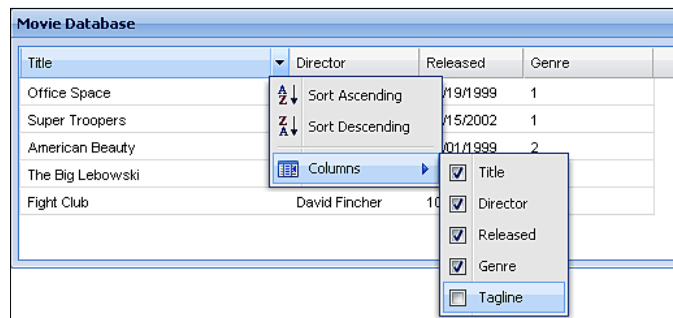 Movie Database
Title Director Released Genre
Office Space /19/1999 1
Super Troopers /15/2002 1
American Beauty /01/1999 2
The Big Lebowski
Fight Club David Fincher 10
A Z Sort Ascending
Z A Sort Descending
Columns
Title
Director
Released
Genre
Tagline